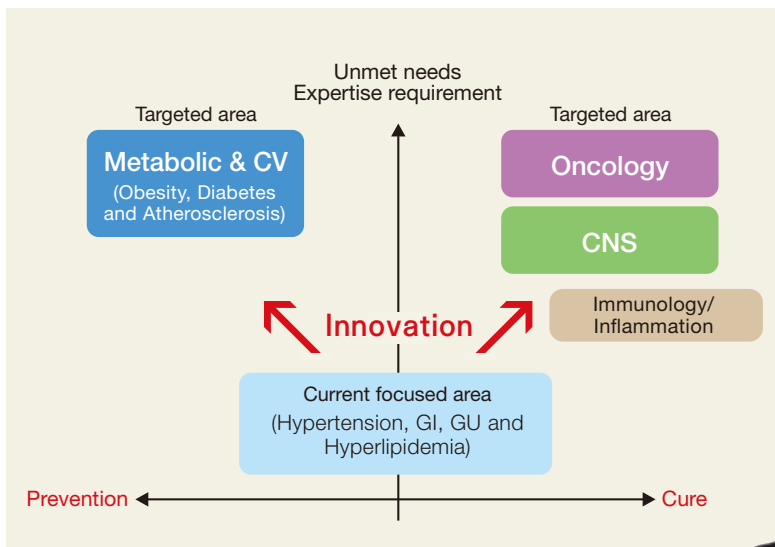 Unmet needs
Expertise requirement
Targeted area
Metabolic & CV
(Obesity, Diabetes
and Atherosclerosis)
Targeted area
Oncology
CNS
Immunology/
Inflammation
Innovation
Current focused area
(Hypertension, GI, GU and
Hyperlipidemia)
Prevention
Cure